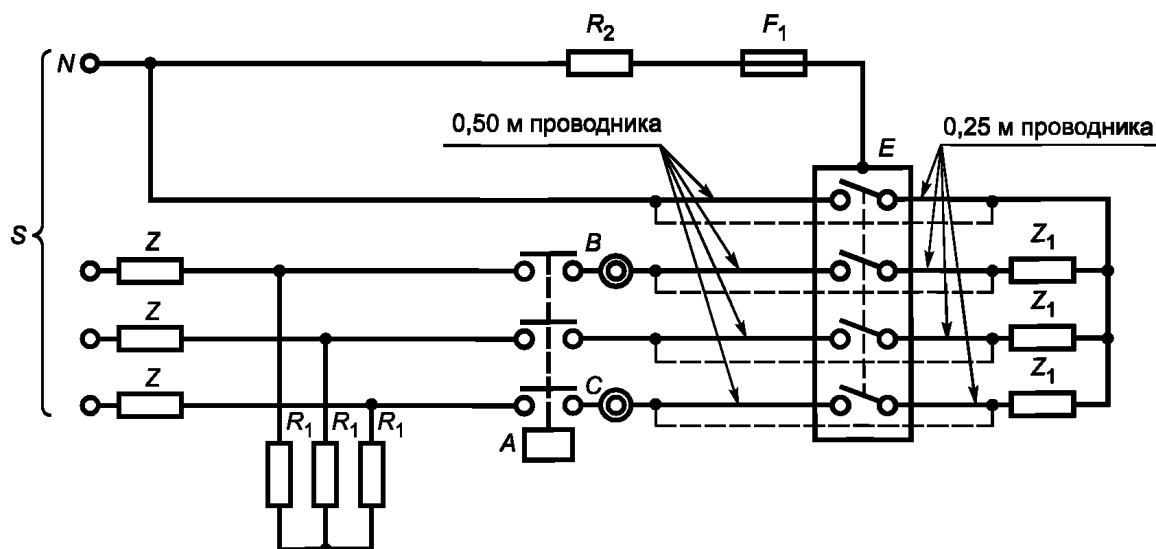 R2 F1
N
0,50 м проводника
0,25 м проводника
E
S
Z B Z1
Z Z1
Z C Z1
R1 R1 R1
A